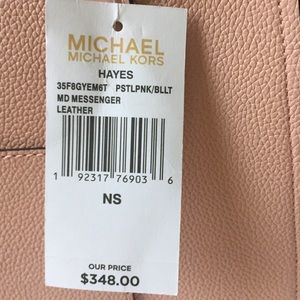 MICHAEL
MICHAEL KORS
HAYES
35F8GYEM6T PSTLPNK/BLLT
MD MESSENGER
LEATHER
1 92317 76903 6
NS
OUR PRICE
$348.00